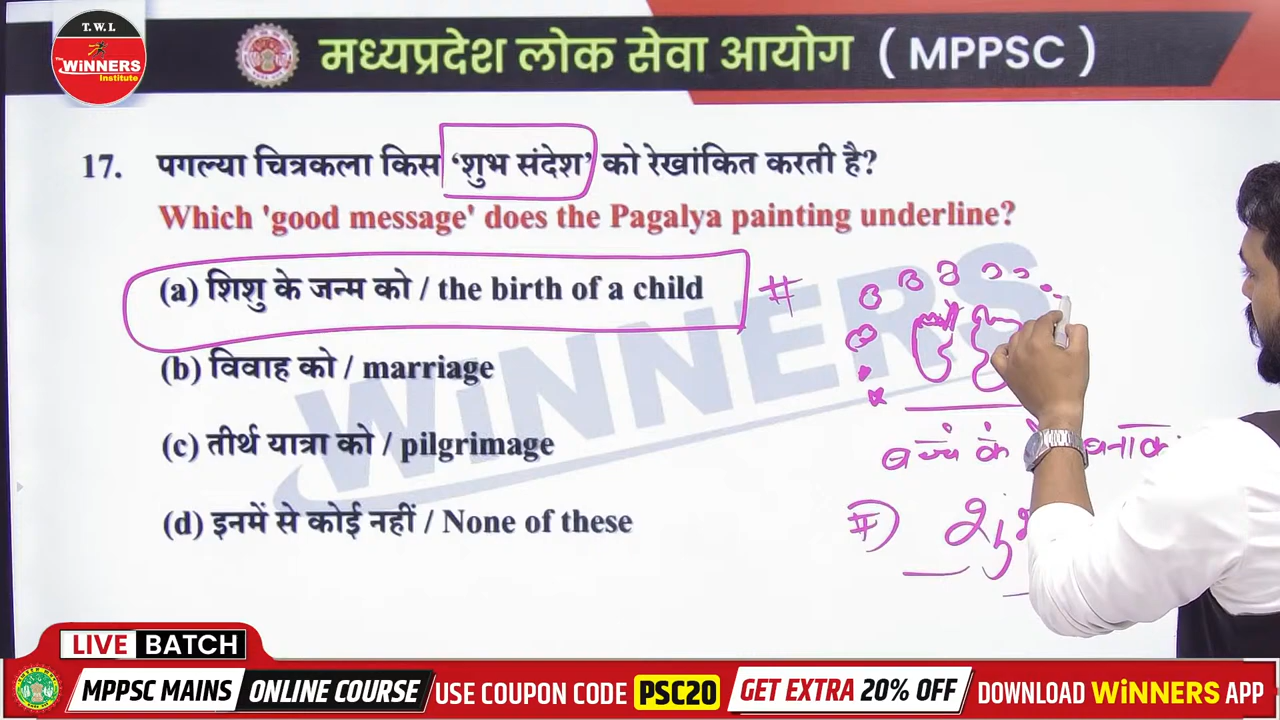 T. W. I.
The WiNNERS
Institute
मध्यप्रदेश लोक सेवा आयोग ( MPPSC )
17. पगल्या चित्रकला किस ‘शुभ संदेश’ को रेखांकित करती है?
Which 'good message' does the Pagalya painting underline?
(a) शिशु के जन्म को / the birth of a child
(b) विवाह को / marriage
(c) तीर्थ यात्रा को / pilgrimage
(d) इनमें से कोई नहीं / None of these
WiNNERS
LIVE BATCH
MPPSC MAINS ONLINE COURSE USE COUPON CODE PSC20 GET EXTRA 20% OFF DOWNLOAD WiNNERS APP